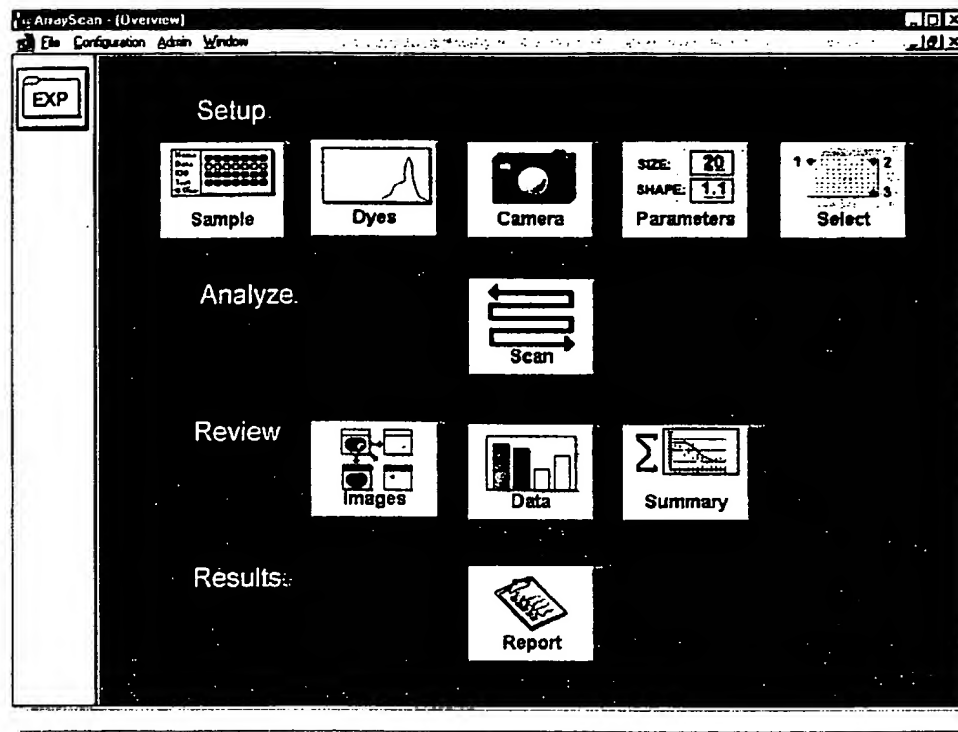 ArrayScan - [Overview]
File Configuration Admin Window
EXP
Setup
Sample Dyes Camera Parameters Select
SIZE: 20
SHAPE: 1.1
1 2
3
Analyze
Scan
Review
Images Data Summary
Σ
Results
Report